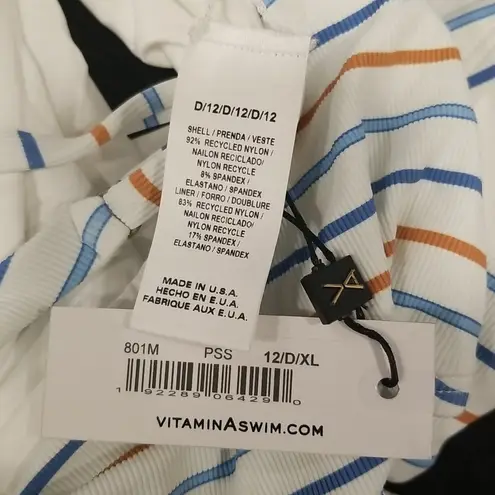 D/12/D/12/D/12
SHELL / PRENDA / VESTE
92% RECYCLED NYLON /
NAILON RECICLADO/
NYLON RECYCLE
8% SPANDEX /
ELASTANO / SPANDEX
LINER / FORRO / DOUBLURE
83% RECYCLED NYLON /
NAILON RECICLADO/
NYLON RECYCLE
17% SPANDEX /
ELASTANO / SPANDEX
MADE IN U.S.A.
HECHO EN E.U.A.
FABRIQUE AUX E.U.A.
801M PSS 12/D/XL
1 92289 06429 0
VITAMINASWIM.COM